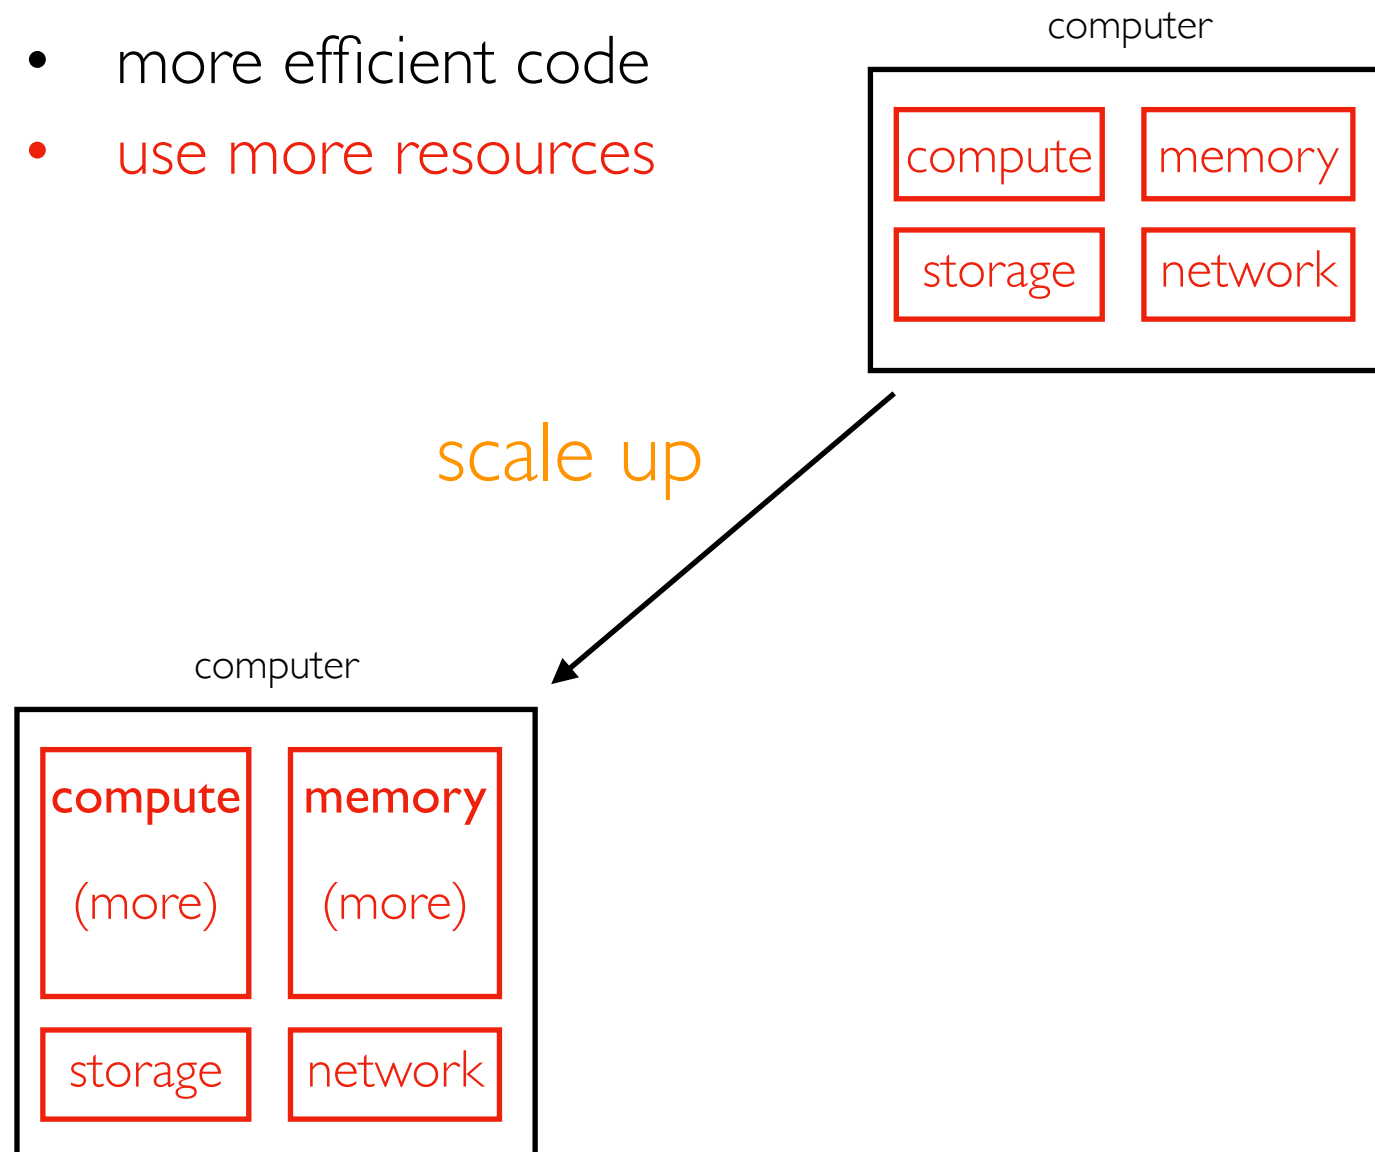 • more efficient code
• use more resources
computer
compute memory
storage network
scale up
computer
compute memory
(more) (more)
storage network